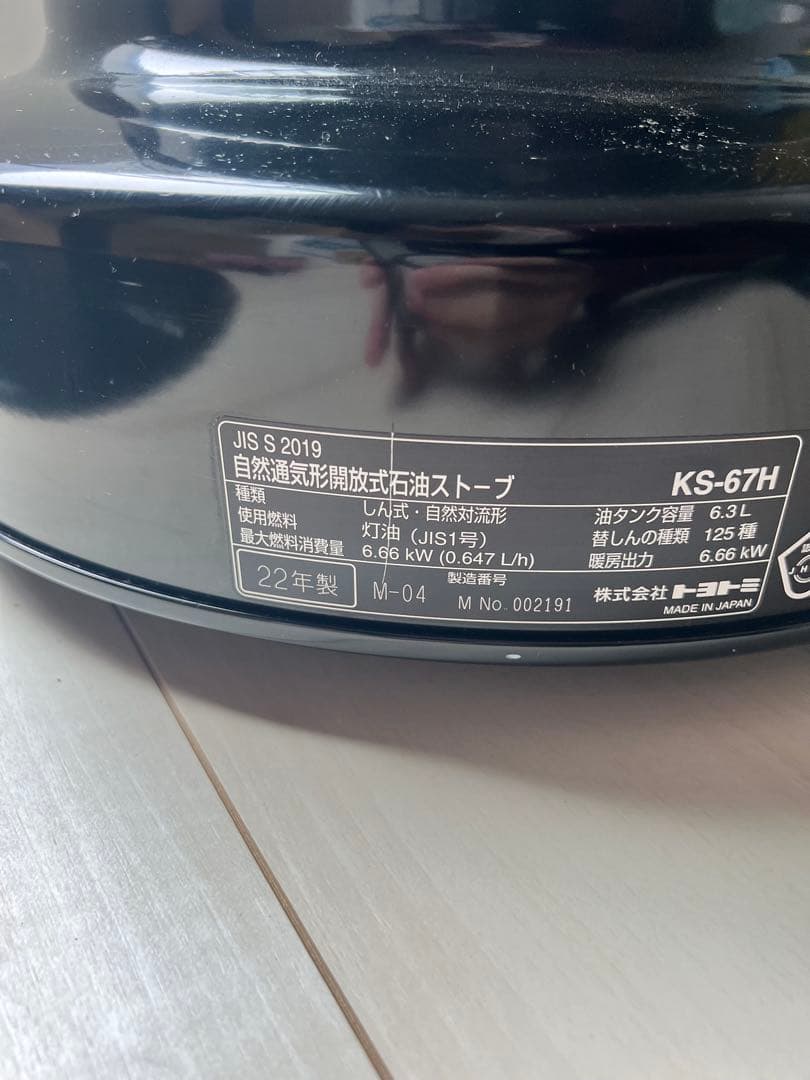 JIS S 2019
自然通気形開放式石油ストーブ KS-67H
種類 しん式・自然対流形 油タンク容量 6.3 L
使用燃料 灯油（JIS1号） 替しんの種類 125 種
最大燃料消費量 6.66 kW (0.647 L/h) 暖房出力 6.66 kW
22年製 M-04 製造番号 M No. 002191 株式会社 トヨトミ
MADE IN JAPAN